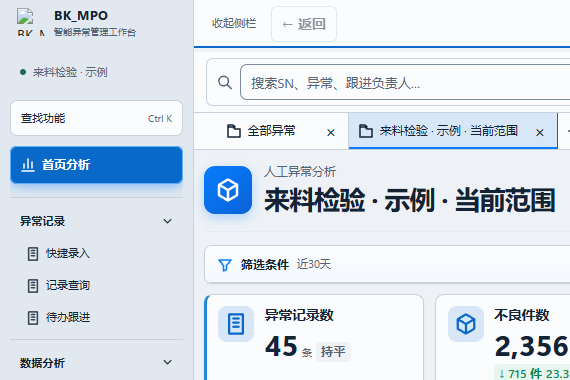 BK_MPO
智能异常管理工作台
来料检验 · 示例
查找功能 Ctrl K
首页分析
异常记录
快捷录入
记录查询
待办跟进
数据分析
收起侧栏 ← 返回
搜索SN、异常、跟进负责人...
全部异常 × 来料检验 · 示例 · 当前范围 ×
人工异常分析
来料检验 · 示例 · 当前范围
筛选条件 近30天
异常记录数
45 条 持平
不良件数
2,356
↓ 715 件 23.3